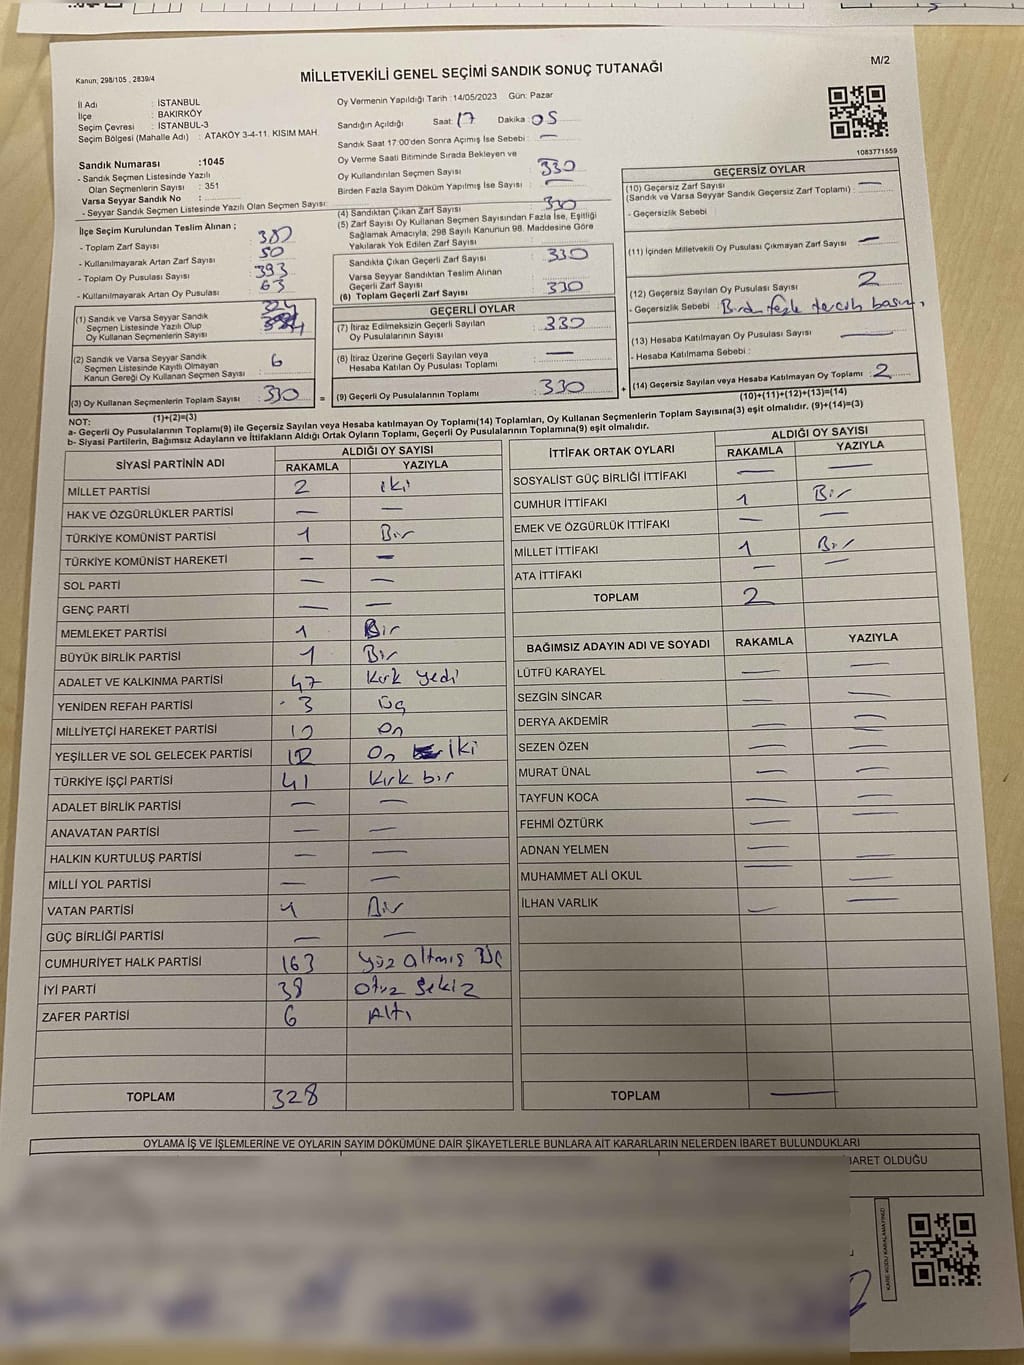 Kanun, 298/105 , 2839/4
MİLLETVEKİLİ GENEL SEÇİMİ SANDIK SONUÇ TUTANAĞI
M/2
İl Adı : İSTANBUL
İlçe : BAKIRKÖY
Seçim Çevresi : İSTANBUL-3
Seçim Bölgesi (Mahalle Adı) : ATAKÖY 3-4-11. KISIM MAH.
Sandık Numarası :1045
- Sandık Seçmen Listesinde Yazılı
Olan Seçmenlerin Sayısı : 351
Varsa Seyyar Sandık No :
- Seyyar Sandık Seçmen Listesinde Yazılı Olan Seçmen Sayısı:
İlçe Seçim Kurulundan Teslim Alınan ;
- Toplam Zarf Sayısı : 380
- Kullanılmayarak Artan Zarf Sayısı : 50
- Toplam Oy Pusulası Sayısı : 393
- Kullanılmayarak Artan Oy Pusulası : 63
(1) Sandık ve Varsa Seyyar Sandık
Seçmen Listesinde Yazılı Olup
Oy Kullanan Seçmenlerin Sayısı : 324
(2) Sandık ve Varsa Seyyar Sandık
Seçmen Listesinde Kayıtlı Olmayan
Kanun Gereği Oy Kullanan Seçmen Sayısı : 6
(3) Oy Kullanan Seçmenlerin Toplam Sayısı : 330 =
(1)+(2)=(3)
Oy Vermenin Yapıldığı Tarih :14/05/2023 Gün: Pazar
Sandığın Açıldığı Saat: 17 Dakika: 05
Sandık Saat 17.00'den Sonra Açımış İse Sebebi : —
Oy Verme Saati Bitiminde Sırada Bekleyen ve
Oy Kullandırılan Seçmen Sayısı : 330
Birden Fazla Sayım Döküm Yapılmış İse Sayısı : —
(4) Sandıktan Çıkan Zarf Sayısı : 330
(5) Zarf Sayısı Oy Kullanan Seçmen Sayısından Fazla İse, Eşitliği
Sağlamak Amacıyla, 298 Sayılı Kanunun 98. Maddesine Göre
Yakılarak Yok Edilen Zarf Sayısı :
Sandıkta Çıkan Geçerli Zarf Sayısı : 330
Varsa Seyyar Sandıktan Teslim Alınan
Geçerli Zarf Sayısı :
(6) Toplam Geçerli Zarf Sayısı : 330
GEÇERLİ OYLAR
(7) İtiraz Edilmeksizin Geçerli Sayılan
Oy Pusulalarının Sayısı : 330
(8) İtiraz Üzerine Geçerli Sayılan veya
Hesaba Katılan Oy Pusulası Toplamı : —
(9) Geçerli Oy Pusulalarının Toplamı : 330 +
1083771559
GEÇERSİZ OYLAR
(10) Geçersiz Zarf Sayısı
(Sandık ve Varsa Seyyar Sandık Geçersiz Zarf Toplamı) : —
- Geçersizlik Sebebi :
(11) İçinden Milletvekili Oy Pusulası Çıkmayan Zarf Sayısı : —
(12) Geçersiz Sayılan Oy Pusulası Sayısı : 2
- Geçersizlik Sebebi : Birden fazla tercih basımı
(13) Hesaba Katılmayan Oy Pusulası Sayısı : —
- Hesaba Katılmama Sebebi :
(14) Geçersiz Sayılan veya Hesaba Katılmayan Oy Toplamı : 2
(10)+(11)+(12)+(13)=(14)
NOT:
a- Geçerli Oy Pusulalarının Toplamı(9) ile Geçersiz Sayılan veya Hesaba katılmayan Oy Toplamı(14) Toplamları, Oy Kullanan Seçmenlerin Toplam Sayısına(3) eşit olmalıdır. (9)+(14)=(3)
b- Siyasi Partilerin, Bağımsız Adayların ve İttifakların Aldığı Ortak Oyların Toplamı, Geçerli Oy Pusulalarının Toplamına(9) eşit olmalıdır.
SİYASİ PARTİNİN ADI
ALDIĞI OY SAYISI
RAKAMLA YAZIYLA
MİLLET PARTİSİ 2 iki
HAK VE ÖZGÜRLÜKLER PARTİSİ — —
TÜRKİYE KOMÜNİST PARTİSİ 1 Bir
TÜRKİYE KOMÜNİST HAREKETİ — —
SOL PARTİ — —
GENÇ PARTİ — —
MEMLEKET PARTİSİ 1 Bir
BÜYÜK BİRLİK PARTİSİ 1 Bir
ADALET VE KALKINMA PARTİSİ 47 Kırk yedi
YENİDEN REFAH PARTİSİ 3 Üç
MİLLİYETÇİ HAREKET PARTİSİ 10 On
YEŞİLLER VE SOL GELECEK PARTİSİ 12 On iki
TÜRKİYE İŞÇİ PARTİSİ 41 Kırk bir
ADALET BİRLİK PARTİSİ — —
ANAVATAN PARTİSİ — —
HALKIN KURTULUŞ PARTİSİ — —
MİLLİ YOL PARTİSİ — —
VATAN PARTİSİ 1 Bir
GÜÇ BİRLİĞİ PARTİSİ — —
CUMHURİYET HALK PARTİSİ 163 Yüz altmış üç
İYİ PARTİ 38 Otuz Sekiz
ZAFER PARTİSİ 6 Altı
TOPLAM 328
İTTİFAK ORTAK OYLARI
ALDIĞI OY SAYISI
RAKAMLA YAZIYLA
SOSYALİST GÜÇ BİRLİĞİ İTTİFAKI — —
CUMHUR İTTİFAKI 1 Bir
EMEK VE ÖZGÜRLÜK İTTİFAKI — —
MİLLET İTTİFAKI 1 Bir
ATA İTTİFAKI — —
TOPLAM 2
BAĞIMSIZ ADAYIN ADI VE SOYADI RAKAMLA YAZIYLA
LÜTFÜ KARAYEL — —
SEZGİN SİNCAR — —
DERYA AKDEMİR — —
SEZEN ÖZEN — —
MURAT ÜNAL — —
TAYFUN KOCA — —
FEHMİ ÖZTÜRK — —
ADNAN YELMEN — —
MUHAMMET ALİ OKUL — —
İLHAN VARLIK — —
TOPLAM —
OYLAMA İŞ VE İŞLEMLERİNE VE OYLARIN SAYIM DÖKÜMÜNE DAİR ŞİKAYETLERLE BUNLARA AİT KARARLARIN NELERDEN İBARET BULUNDUKLARI
İBARET OLDUĞU
KARE KODU KARALAMAYINIZ!